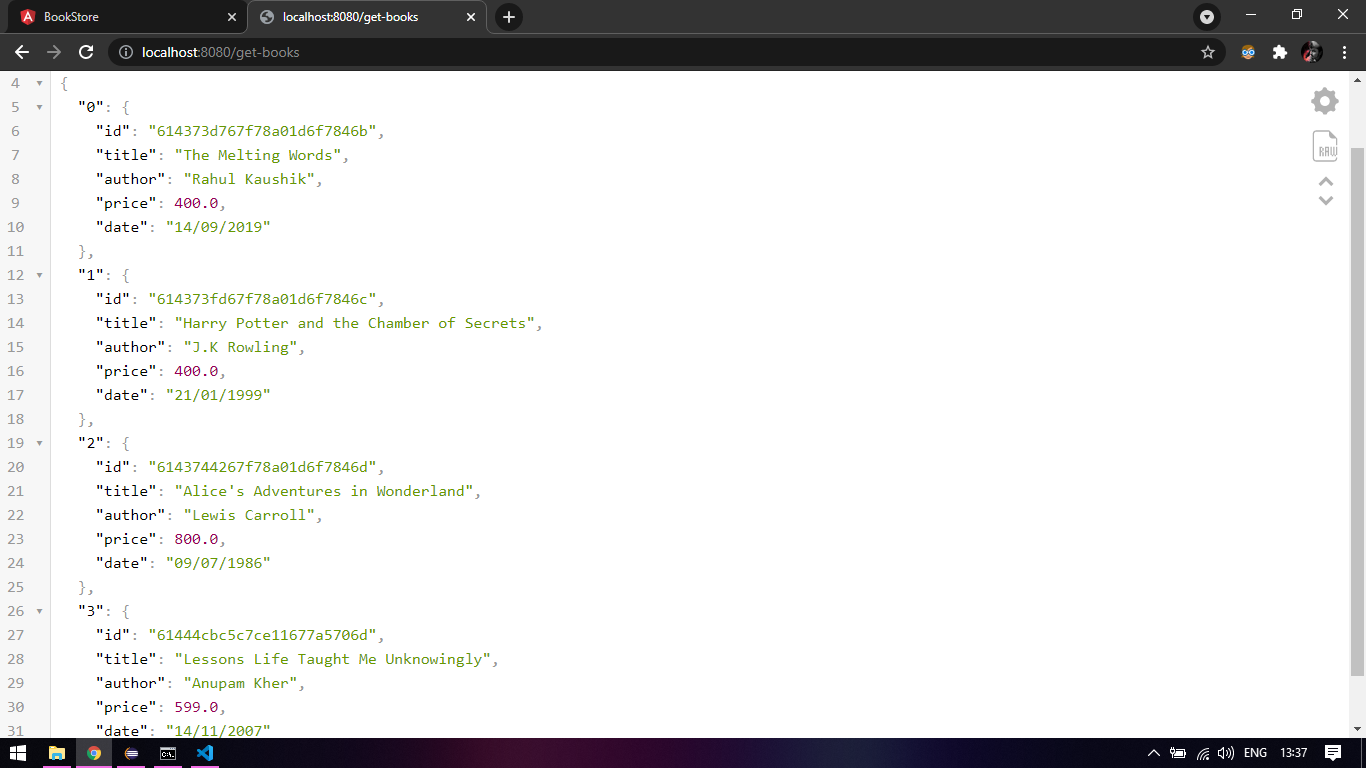 BookStore
localhost:8080/get-books
localhost:8080/get-books
4 {
5 "0": {
6 "id": "614373d767f78a01d6f7846b",
7 "title": "The Melting Words",
8 "author": "Rahul Kaushik",
9 "price": 400.0,
10 "date": "14/09/2019"
11 },
12 "1": {
13 "id": "614373fd67f78a01d6f7846c",
14 "title": "Harry Potter and the Chamber of Secrets",
15 "author": "J.K Rowling",
16 "price": 400.0,
17 "date": "21/01/1999"
18 },
19 "2": {
20 "id": "6143744267f78a01d6f7846d",
21 "title": "Alice's Adventures in Wonderland",
22 "author": "Lewis Carroll",
23 "price": 800.0,
24 "date": "09/07/1986"
25 },
26 "3": {
27 "id": "61444cbc5c7ce11677a5706d",
28 "title": "Lessons Life Taught Me Unknowingly",
29 "author": "Anupam Kher",
30 "price": 599.0,
31 "date": "14/11/2007"
RAW
ENG 13:37